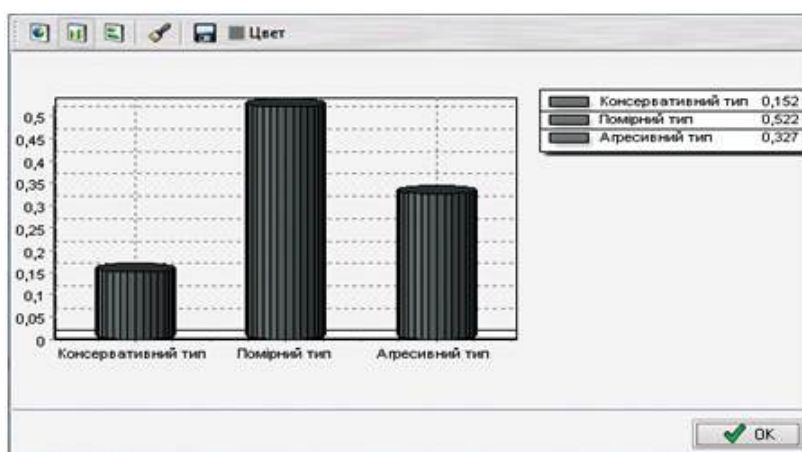 Цвет
Консервативний тип 0,152
Помірний тип 0,522
Агресивний тип 0,327
0,5
0,45
0,4
0,35
0,3
0,25
0,2
0,15
0,1
0,05
0
Консервативний тип Помірний тип Агресивний тип
OK